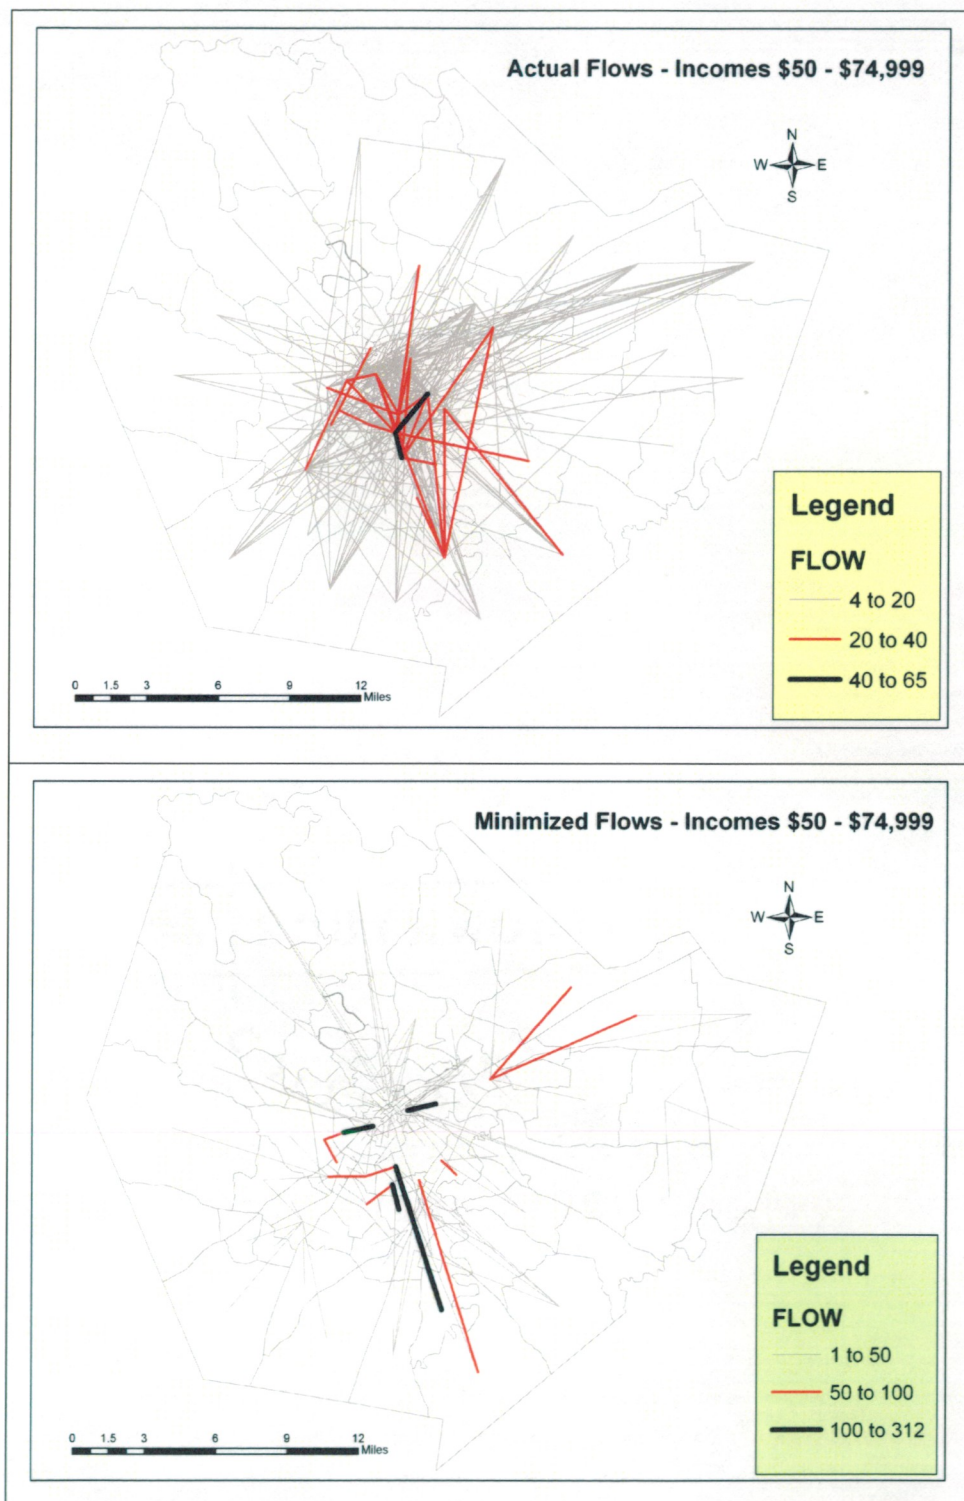 Actual Flows - Incomes $50 - $74,999
N
W E
S
Legend
FLOW
4 to 20
20 to 40
40 to 65
0 1.5 3 6 9 12
Miles
Minimized Flows - Incomes $50 - $74,999
N
W E
S
Legend
FLOW
1 to 50
50 to 100
100 to 312
0 1.5 3 6 9 12
Miles